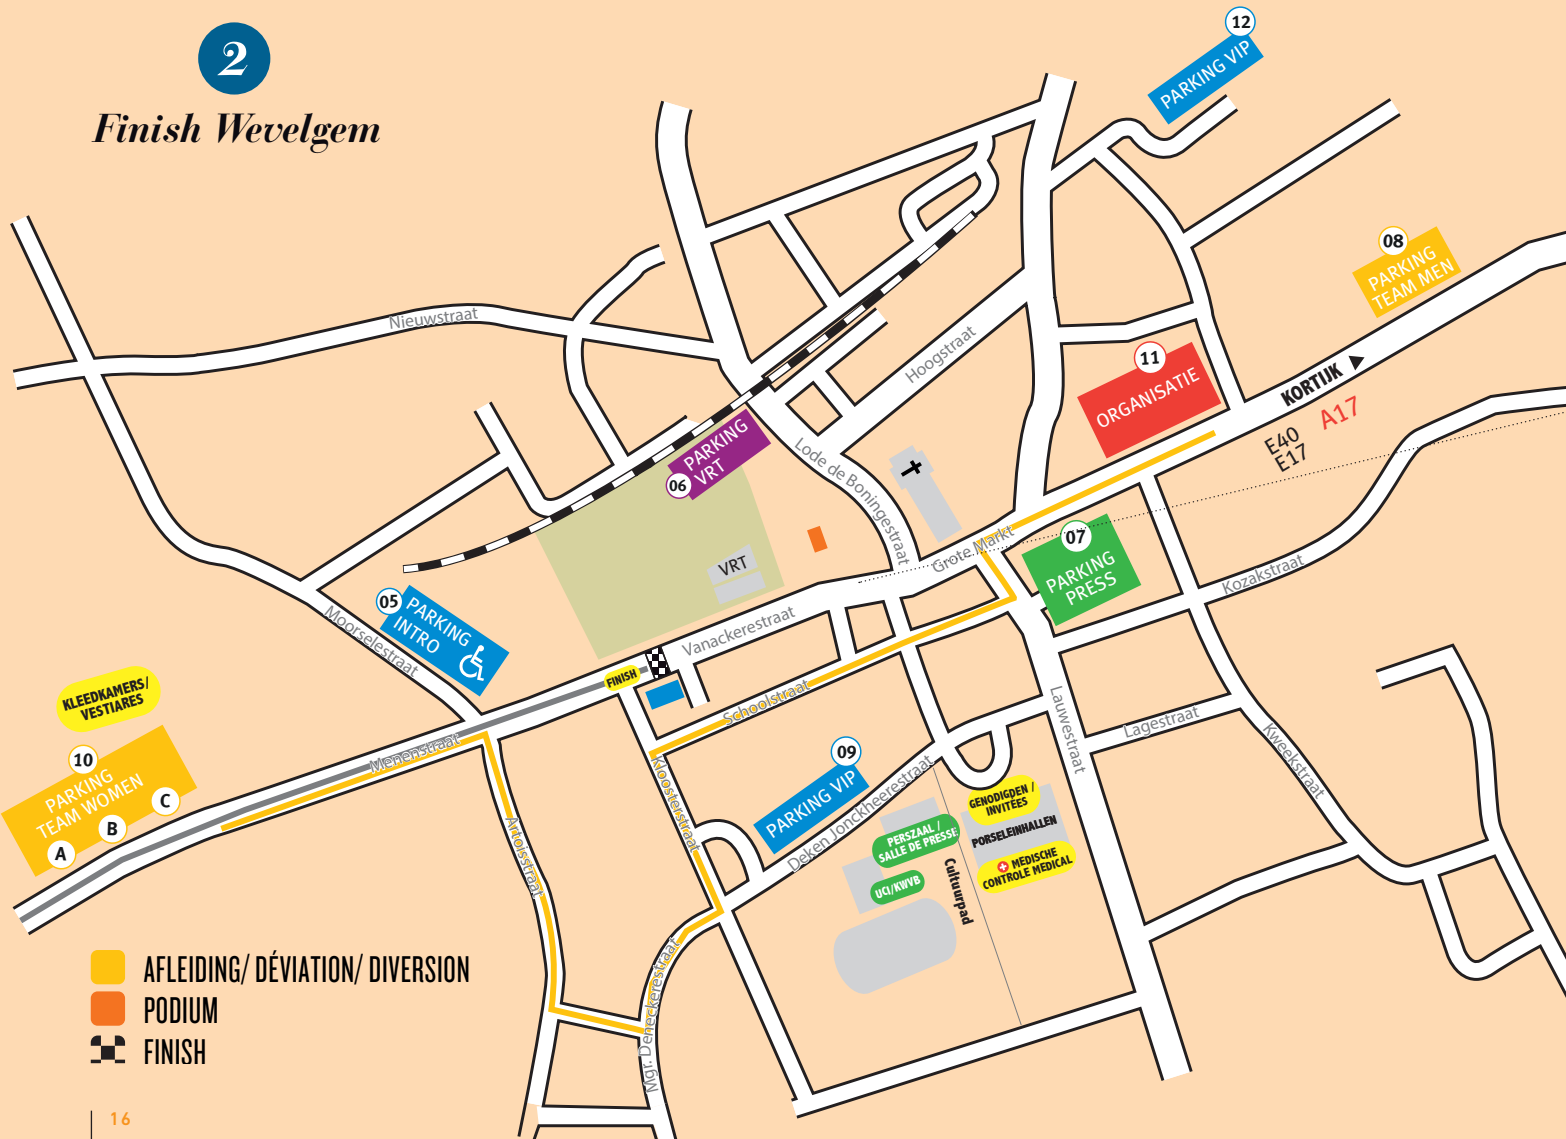 2
Finish Wevelgem
12
PARKING VIP
08
PARKING
TEAM MEN
Nieuwstraat
Hoogstraat
11
ORGANISATIE
KORTIJK
A17
E40
E17
PARKING
VRT
06
Lode de Boningestraat
Grote Markt
07
PARKING
PRESS
VRT
Kozakstraat
05
PARKING
INTRO
Moorselestraat
Vanackerestraat
FINISH
KLEEDKAMERS/
VESTIARES
Schoolstraat
Lauwestraat
Lagestraat
Kweekstraat
Menenstraat
10
PARKING
TEAM WOMEN
A
B
C
Kloosterstraat
09
PARKING VIP
Deken Jonckheerestraat
Artoisstraat
GENODIGDEN /
INVITÉES
PORSELEINHALLEN
MEDISCHE
CONTROLE MÉDICAL
PERSZAAL /
SALLE DE PRESSE
UCI/KWVB
Cultuurpad
Mgr. Deneckerestraat
AFLEIDING/ DÉVIATION/ DIVERSION
PODIUM
FINISH
16